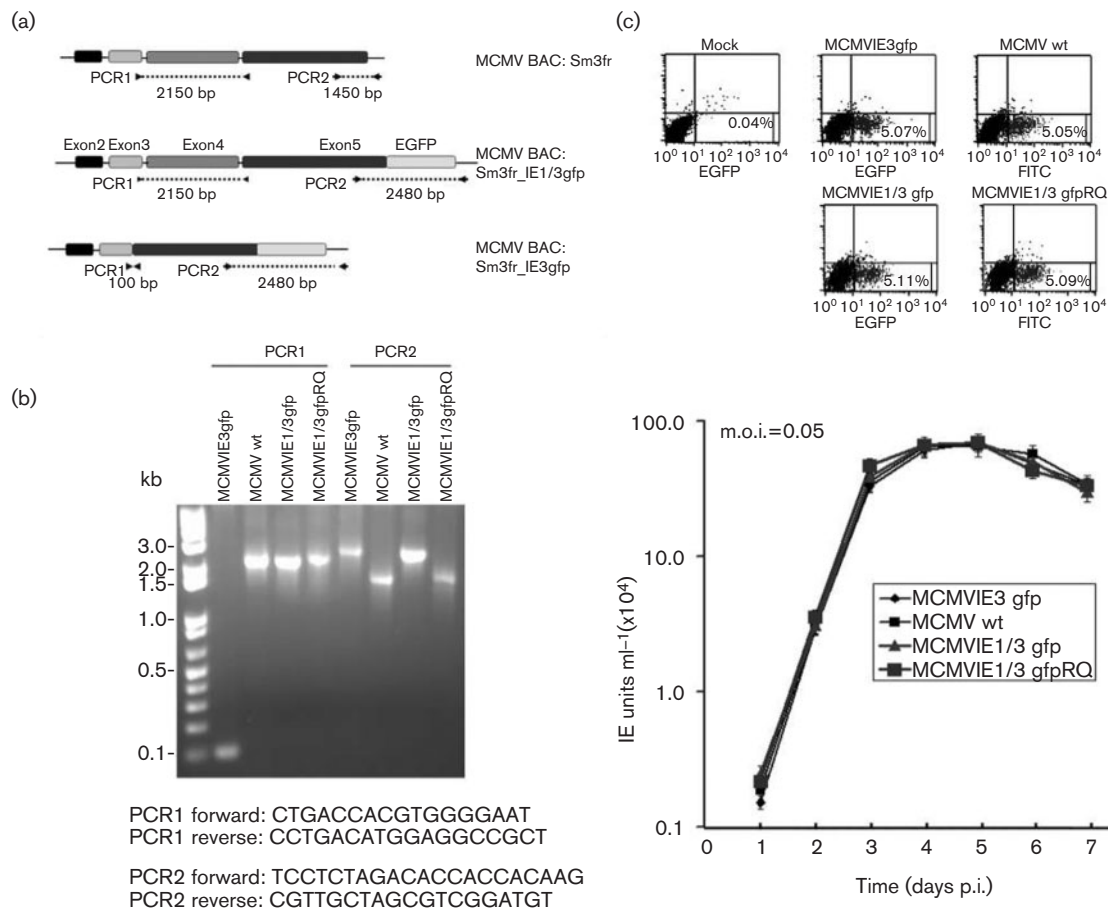 (a)
PCR1 PCR2
2150 bp 1450 bp
MCMV BAC: Sm3fr
Exon2 Exon3 Exon4 Exon5 EGFP
PCR1 PCR2
2150 bp 2480 bp
MCMV BAC:
Sm3fr_IE1/3gfp
PCR1 PCR2
100 bp 2480 bp
MCMV BAC:
Sm3fr_IE3gfp
(b)
PCR1 PCR2
MCMVIE3gfp
MCMV wt
MCMVIE1/3gfp
MCMVIE1/3gfpRQ
MCMVIE3gfp
MCMV wt
MCMVIE1/3gfp
MCMVIE1/3gfpRQ
kb
3.0-
2.0-
1.5-
1.0-
0.5-
0.1-
PCR1 forward: CTGACCACGTGGGGAAT
PCR1 reverse: CCTGACATGGAGGCCGCT
PCR2 forward: TCCTCTAGACACCACCACAAG
PCR2 reverse: CGTTGCTAGCGTCGGATGT
(c)
Mock MCMVIE3gfp MCMV wt
0.04% 5.07% 5.05%
10⁰ 10¹ 10² 10³ 10⁴ 10⁰ 10¹ 10² 10³ 10⁴ 10⁰ 10¹ 10² 10³ 10⁴
EGFP EGFP FITC
MCMVIE1/3 gfp MCMVIE1/3 gfpRQ
5.11% 5.09%
10⁰ 10¹ 10² 10³ 10⁴ 10⁰ 10¹ 10² 10³ 10⁴
EGFP FITC
m.o.i.=0.05
IE units ml⁻¹(x10⁴)
100.0
10.0
1.0
0.1
MCMVIE3 gfp
MCMV wt
MCMVIE1/3 gfp
MCMVIE1/3 gfpRQ
0 1 2 3 4 5 6 7
Time (days p.i.)